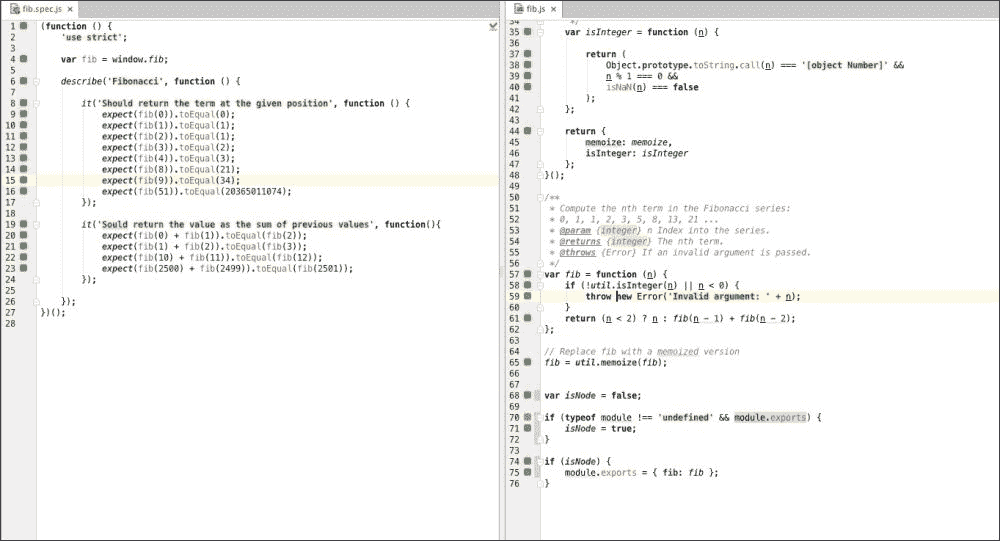 fib.spec.js
1 (function () {
2 'use strict';
3
4 var fib = window.fib;
5
6 describe('Fibonacci', function () {
7
8 it('Should return the term at the given position', function () {
9 expect(fib(0)).toEqual(0);
10 expect(fib(1)).toEqual(1);
11 expect(fib(2)).toEqual(1);
12 expect(fib(3)).toEqual(2);
13 expect(fib(4)).toEqual(3);
14 expect(fib(8)).toEqual(21);
15 expect(fib(9)).toEqual(34);
16 expect(fib(51)).toEqual(20365011074);
17 });
18
19 it('Sould return the value as the sum of previous values', function(){
20 expect(fib(0) + fib(1)).toEqual(fib(2));
21 expect(fib(1) + fib(2)).toEqual(fib(3));
22 expect(fib(10) + fib(11)).toEqual(fib(12));
23 expect(fib(2500) + fib(2499)).toEqual(fib(2501));
24 });
25
26 });
27 })();
28
fib.js
34 */
35 var isInteger = function (n) {
36
37 return (
38 Object.prototype.toString.call(n) === '[object Number]' &&
39 n % 1 === 0 &&
40 isNaN(n) === false
41 );
42 };
43
44 return {
45 memoize: memoize,
46 isInteger: isInteger
47 };
48 }();
49
50 /**
51 * Compute the nth term in the Fibonacci series:
52 * 0, 1, 1, 2, 3, 5, 8, 13, 21 ...
53 * @param {integer} n Index into the series.
54 * @returns {integer} The nth term.
55 * @throws {Error} If an invalid argument is passed.
56 */
57 var fib = function (n) {
58 if (!util.isInteger(n) || n < 0) {
59 throw new Error('Invalid argument: ' + n);
60 }
61 return (n < 2) ? n : fib(n - 1) + fib(n - 2);
62 };
63
64 // Replace fib with a memoized version
65 fib = util.memoize(fib);
66
67
68 var isNode = false;
69
70 if (typeof module !== 'undefined' && module.exports) {
71 isNode = true;
72 }
73
74 if (isNode) {
75 module.exports = { fib: fib };
76 }